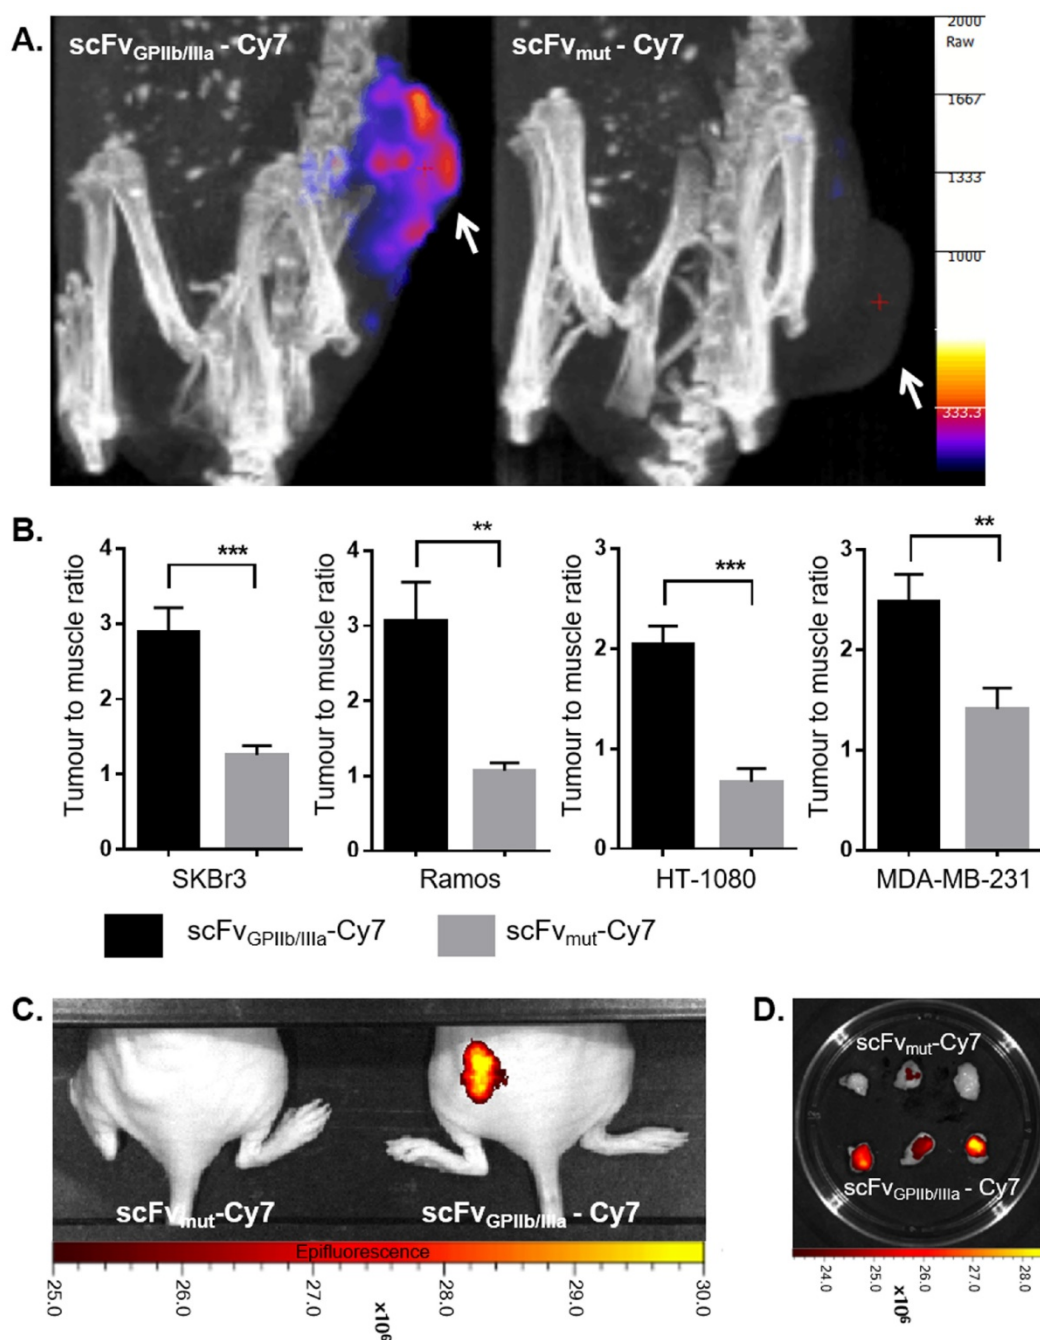 A.
scFvGPIIb/IIIa - Cy7
scFvmut - Cy7
2000
Raw
1667
1333
1000
333.3
B.
Tumour to muscle ratio
4
3
2
1
0
***
SKBr3
Tumour to muscle ratio
4
3
2
1
0
**
Ramos
Tumour to muscle ratio
3
2
1
0
***
HT-1080
Tumour to muscle ratio
3
2
1
0
**
MDA-MB-231
scFvGPIIb/IIIa-Cy7
scFvmut-Cy7
C.
scFvmut-Cy7
scFvGPIIb/IIIa - Cy7
Epifluorescence
25.0
26.0
27.0
28.0
29.0
30.0
x10⁶
D.
scFvmut-Cy7
scFvGPIIb/IIIa - Cy7
24.0
25.0
26.0
27.0
28.0
x10⁶